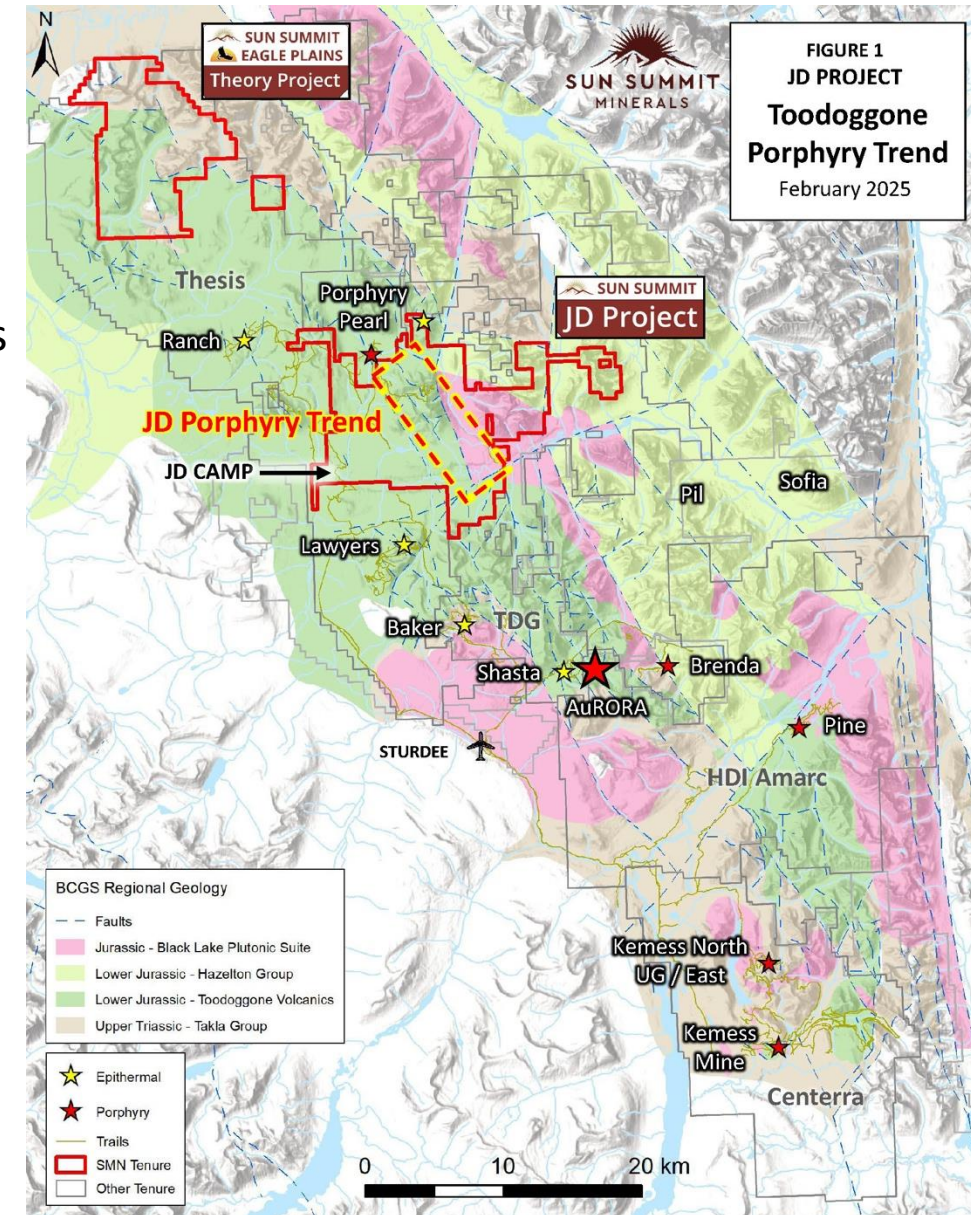 N
SUN SUMMIT
EAGLE PLAINS
Theory Project
SUN SUMMIT
MINERALS
FIGURE 1
JD PROJECT
Toodoggone
Porphyry Trend
February 2025
s
Thesis
Ranch
Porphyry
Pearl
SUN SUMMIT
JD Project
JD Porphyry Trend
JD CAMP
Pil
Sofia
Lawyers
Baker
TDG
Shasta
AuRORA
Brenda
Pine
STURDEE
HDI Amarc
Kemess North
UG / East
Kemess
Mine
Centerra
BCGS Regional Geology
Faults
Jurassic - Black Lake Plutonic Suite
Lower Jurassic - Hazelton Group
Lower Jurassic - Toodoggone Volcanics
Upper Triassic - Takla Group
Epithermal
Porphyry
Trails
SMN Tenure
Other Tenure
0 10 20 km